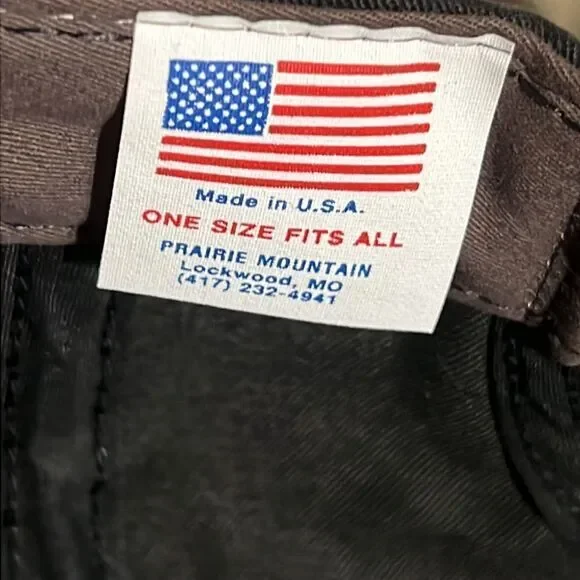 Made in U.S.A.
ONE SIZE FITS ALL
PRAIRIE MOUNTAIN
Lockwood, MO
(417) 232-4941